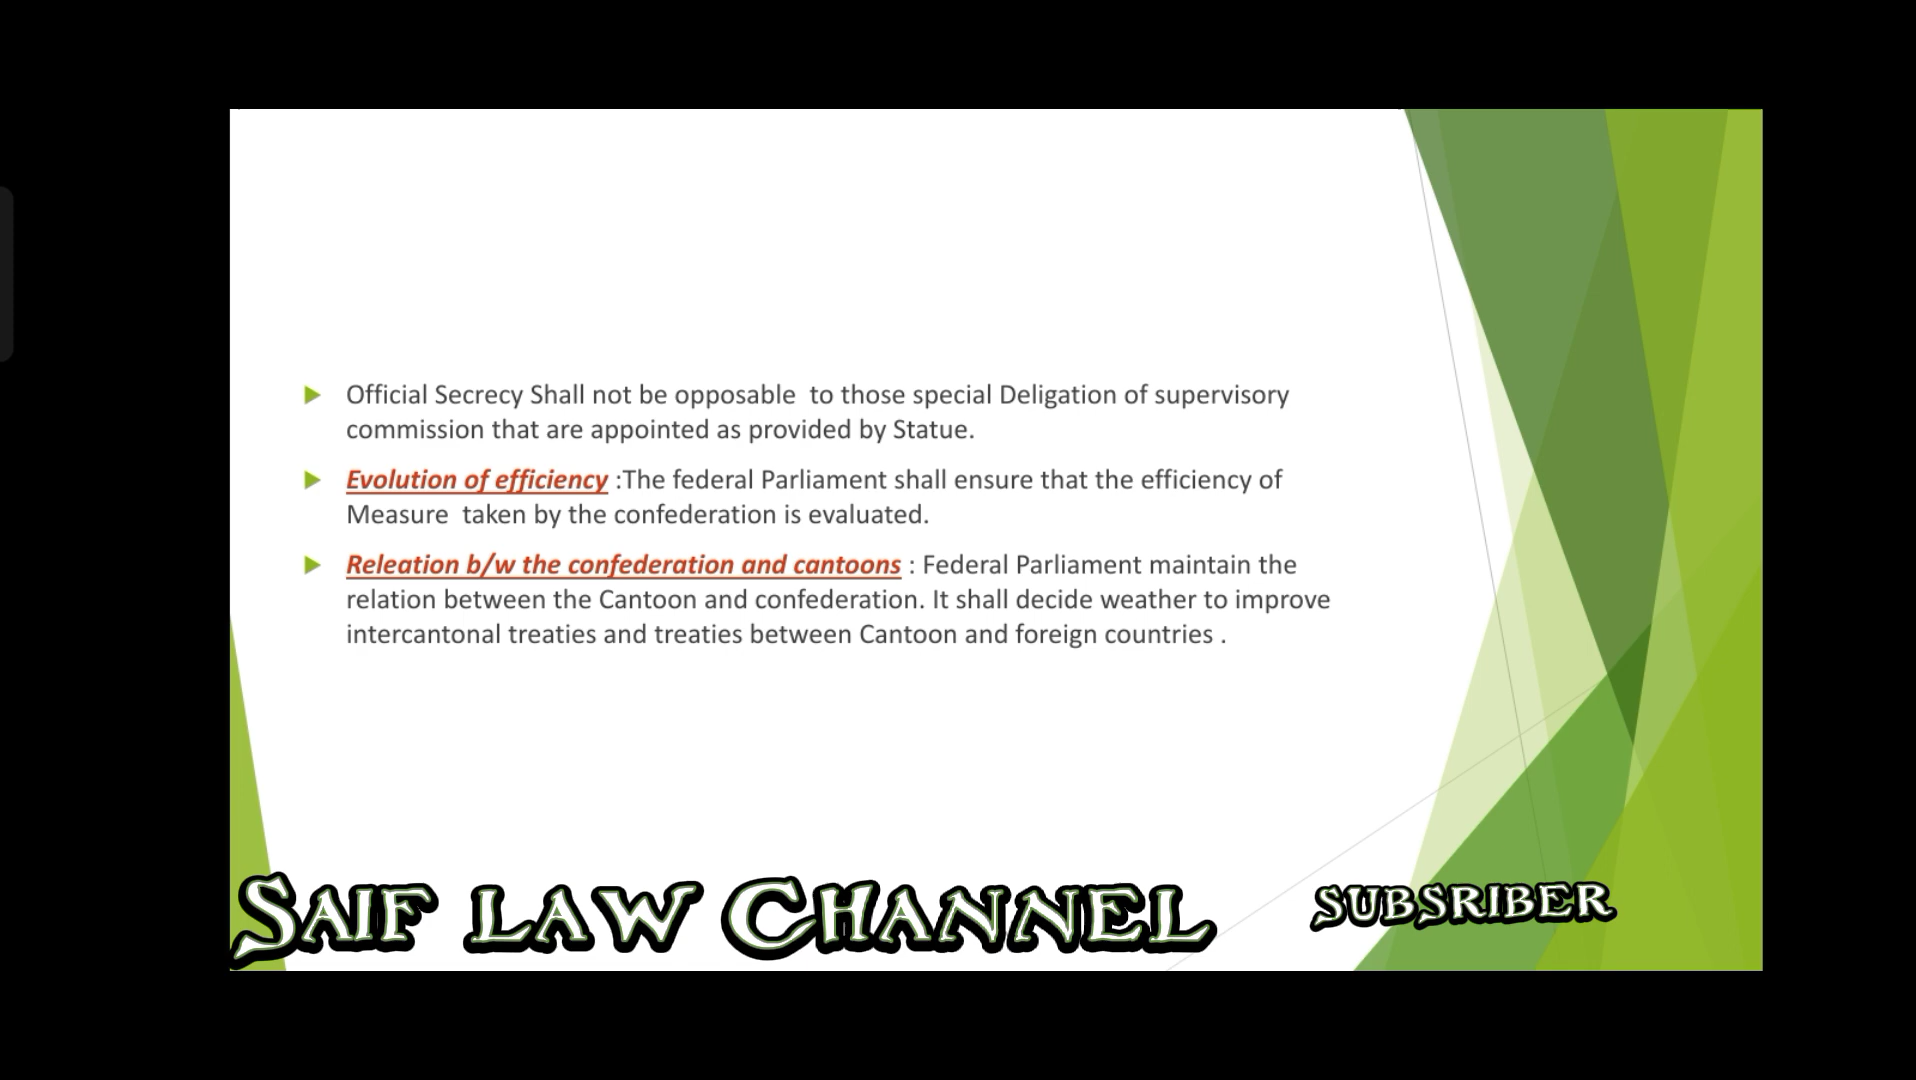 Official Secrecy Shall not be opposable to those special Deligation of supervisory
commission that are appointed as provided by Statue.
Evolution of efficiency :The federal Parliament shall ensure that the efficiency of
Measure taken by the confederation is evaluated.
Releation b/w the confederation and cantoons : Federal Parliament maintain the
relation between the Cantoon and confederation. It shall decide weather to improve
intercantonal treaties and treaties between Cantoon and foreign countries .
SAIF LAW CHANNEL
SUBSRIBER